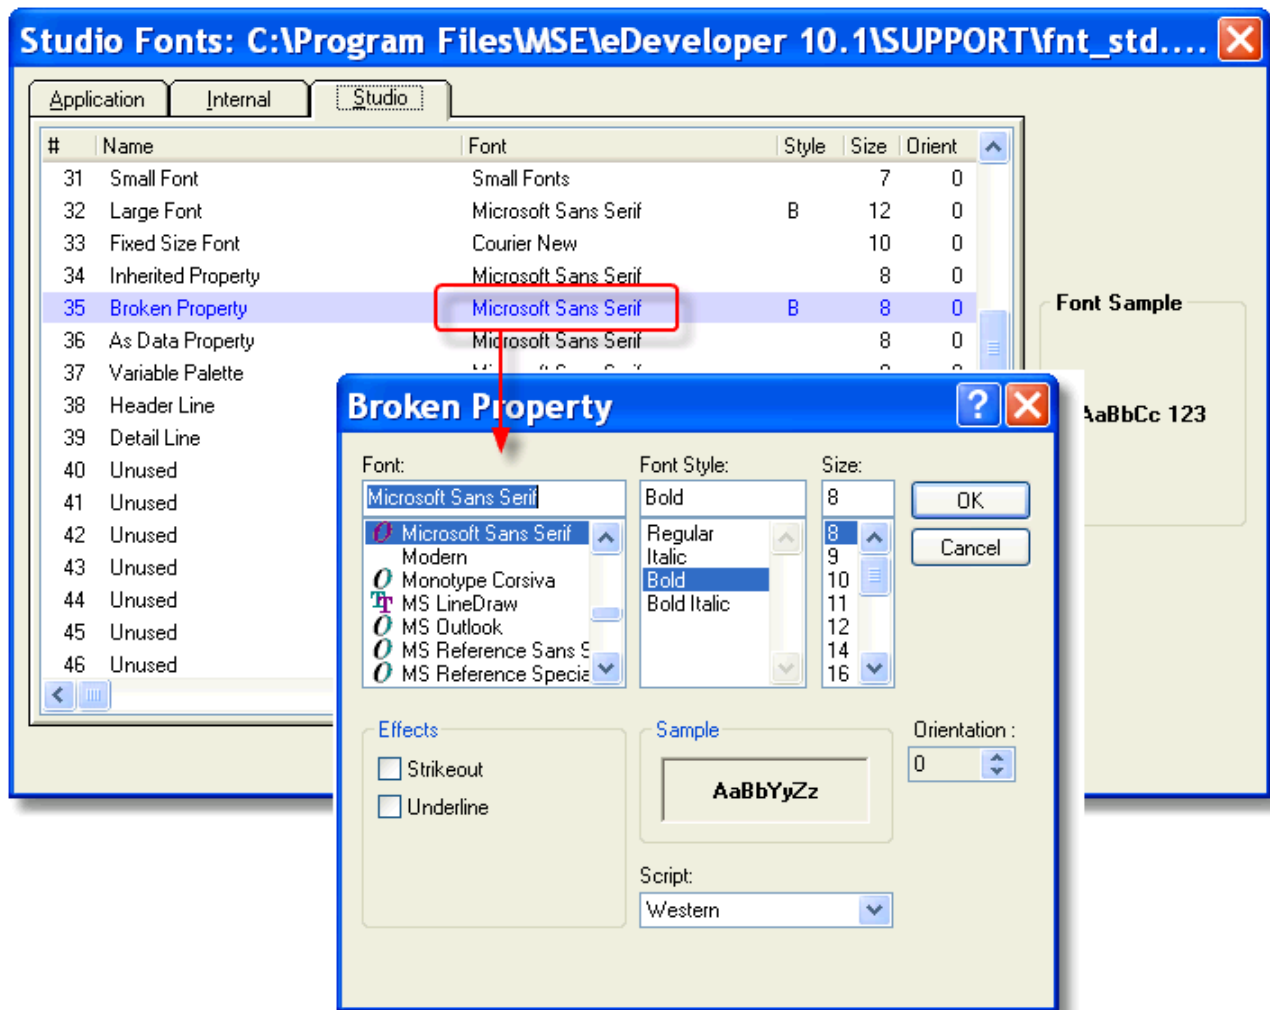 Studio Fonts: C:\Program Files\MSE\eDeveloper 10.1\SUPPORT\fnt_std....
Application Internal Studio
# Name Font Style Size Orient
31 Small Font Small Fonts 7 0
32 Large Font Microsoft Sans Serif B 12 0
33 Fixed Size Font Courier New 10 0
34 Inherited Property Microsoft Sans Serif 8 0
35 Broken Property Microsoft Sans Serif B 8 0
36 As Data Property Microsoft Sans Serif 8 0
37 Variable Palette
38 Header Line
39 Detail Line
40 Unused
41 Unused
42 Unused
43 Unused
44 Unused
45 Unused
46 Unused
Font Sample
AaBbCc 123
Broken Property
Font: Font Style: Size:
Microsoft Sans Serif Bold 8
OK
Cancel
Microsoft Sans Serif
Modern
Monotype Corsiva
MS LineDraw
MS Outlook
MS Reference Sans S
MS Reference Specia
Regular
Italic
Bold
Bold Italic
8
9
10
11
12
14
16
Effects
Strikeout
Underline
Sample
AaBbYyZz
Orientation :
0
Script:
Western